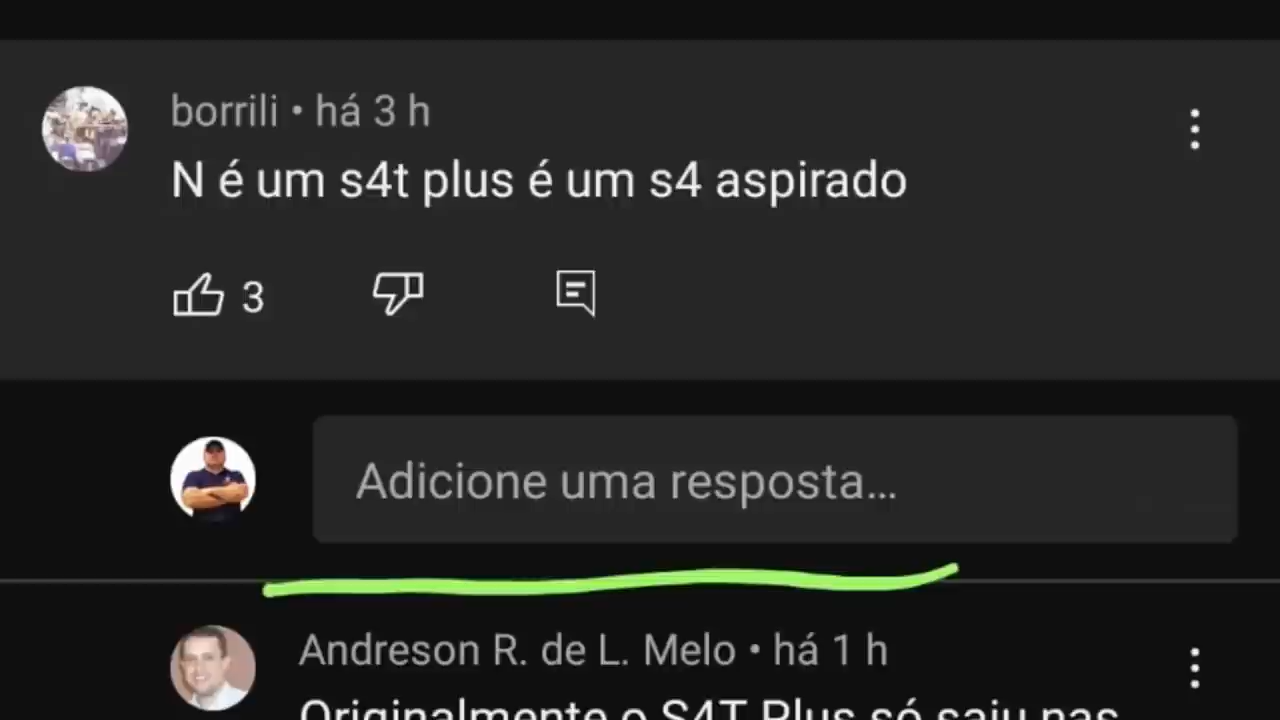 borrili • há 3 h
N é um s4t plus é um s4 aspirado
3
Adicione uma resposta...
Andreson R. de L. Melo • há 1 h
Originalmente o S4T Plus só saiu nas